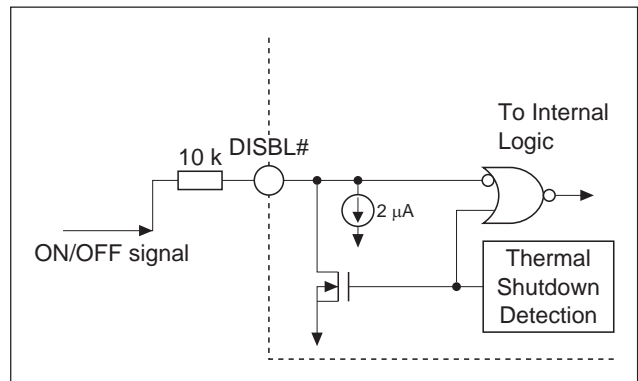 To Internal
Logic
10 k
DISBL#
2 μA
ON/OFF signal
Thermal
Shutdown
Detection